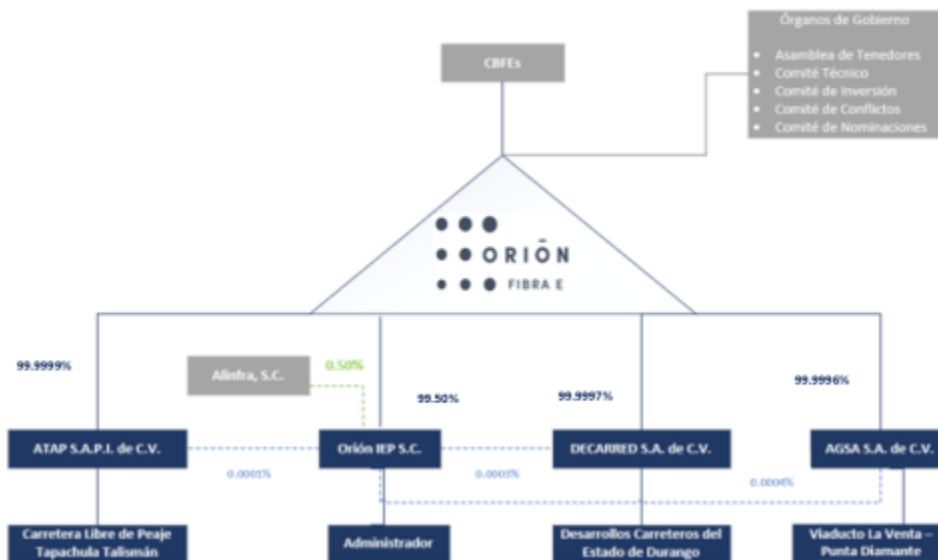 Órganos de Gobierno
CBFEs
• Asamblea de Tenedores
• Comité Técnico
• Comité de Inversión
• Comité de Conflictos
• Comité de Nominaciones
ORIÓN
FIBRA E
99.9999%
Alinfra, S.C.
0.50%
99.50%
99.9997%
99.9996%
ATAP S.A.P.I. de C.V.
Orión IEP S.C.
DECARRED S.A. de C.V.
AGSA S.A. de C.V.
0.0001%
0.0003%
0.0004%
Carretera Libre de Peaje
Tapachula Talismán
Administrador
Desarrollos Carreteros del
Estado de Durango
Viaducto La Venta –
Punta Diamante